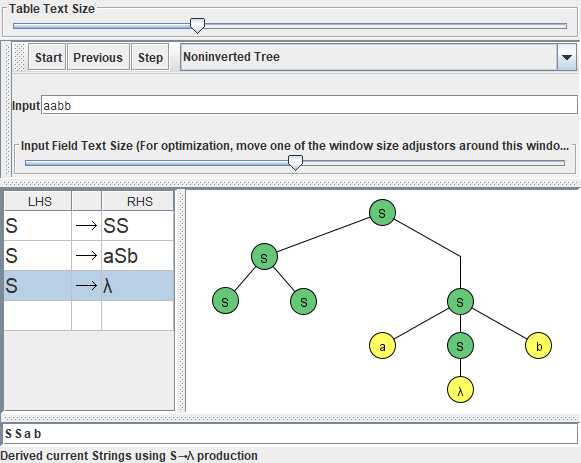 Table Text Size
Start Previous Step Noninverted Tree
Input aabb
Input Field Text Size (For optimization, move one of the window size adjustors around this windo...
LHS RHS
S → SS
S → aSb
S → λ
S
S
S S S
a S b
λ
S S a b
Derived current Strings using S→λ production